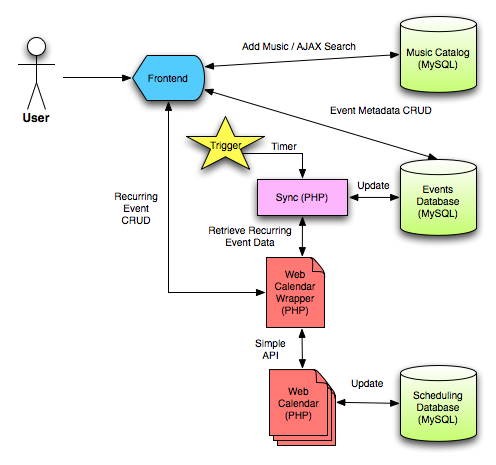 Add Music / AJAX Search
Music Catalog
(MySQL)
Frontend
User
Event Metadata CRUD
Trigger
Timer
Recurring
Event
CRUD
Sync (PHP)
Update
Events
Database
(MySQL)
Retrieve Recurring
Event Data
Web
Calendar
Wrapper
(PHP)
Simple
API
Web
Calendar
(PHP)
Update
Scheduling
Database
(MySQL)